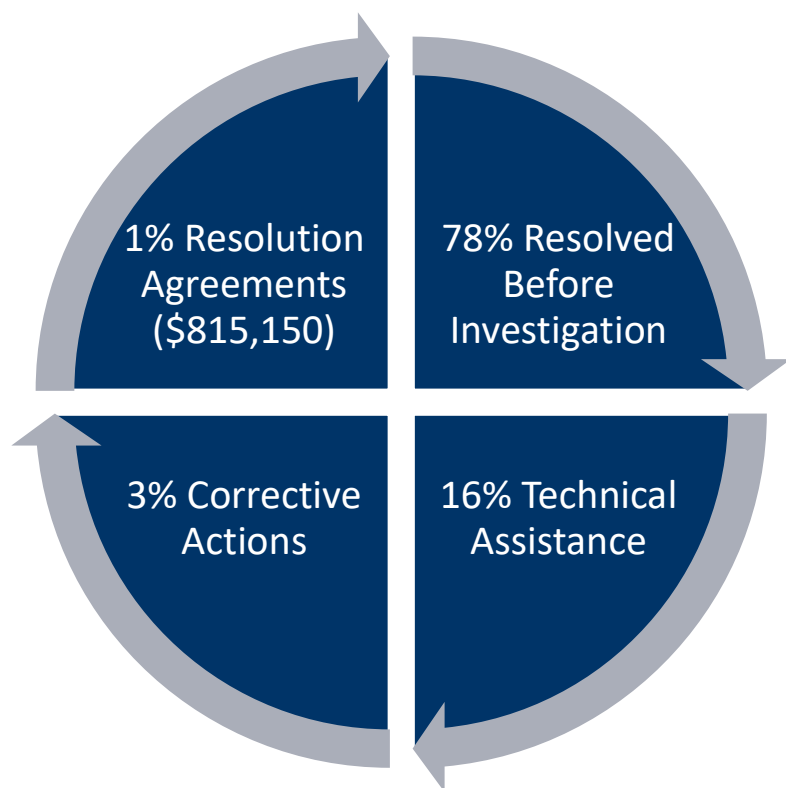 1% Resolution
Agreements
($815,150)
78% Resolved
Before
Investigation
3% Corrective
Actions
16% Technical
Assistance